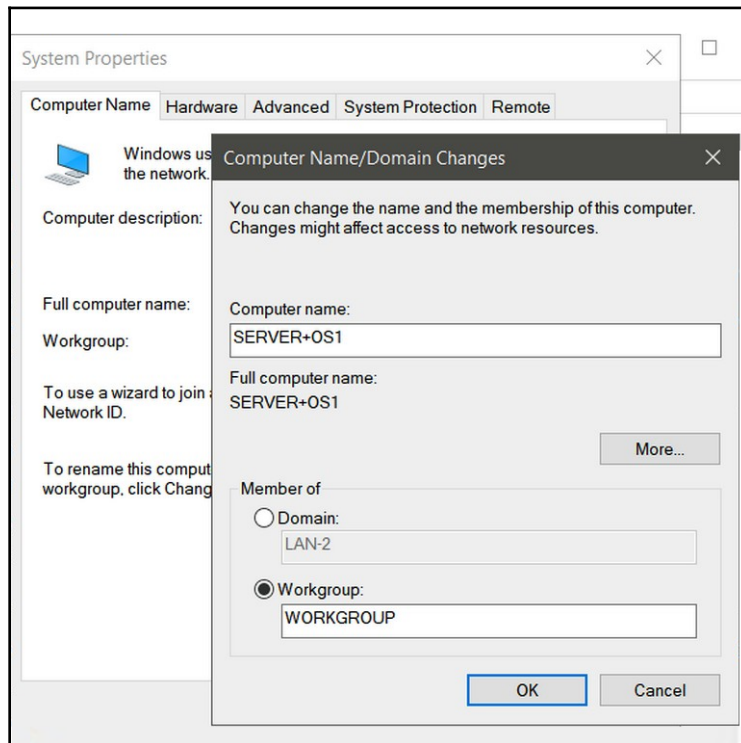 System Properties
Computer Name Hardware Advanced System Protection Remote
Windows us
the network.
Computer description:
Full computer name:
Workgroup:
To use a wizard to join
Network ID.
To rename this comput
workgroup, click Chang
Computer Name/Domain Changes
You can change the name and the membership of this computer.
Changes might affect access to network resources.
Computer name:
SERVER+OS1
Full computer name:
SERVER+OS1
More...
Member of
Domain:
LAN-2
Workgroup:
WORKGROUP
OK Cancel